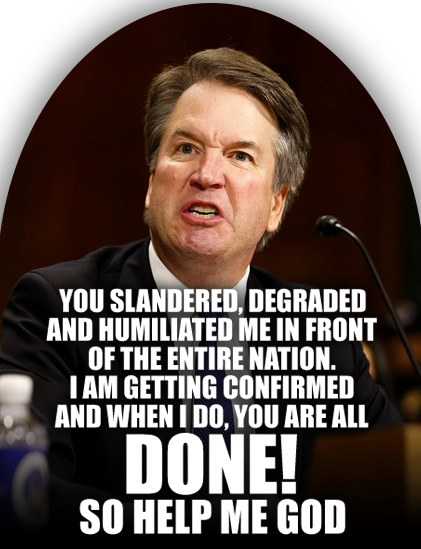 YOU SLANDERED, DEGRADED
AND HUMILIATED ME IN FRONT
OF THE ENTIRE NATION.
I AM GETTING CONFIRMED
AND WHEN I DO, YOU ARE ALL
DONE!
SO HELP ME GOD